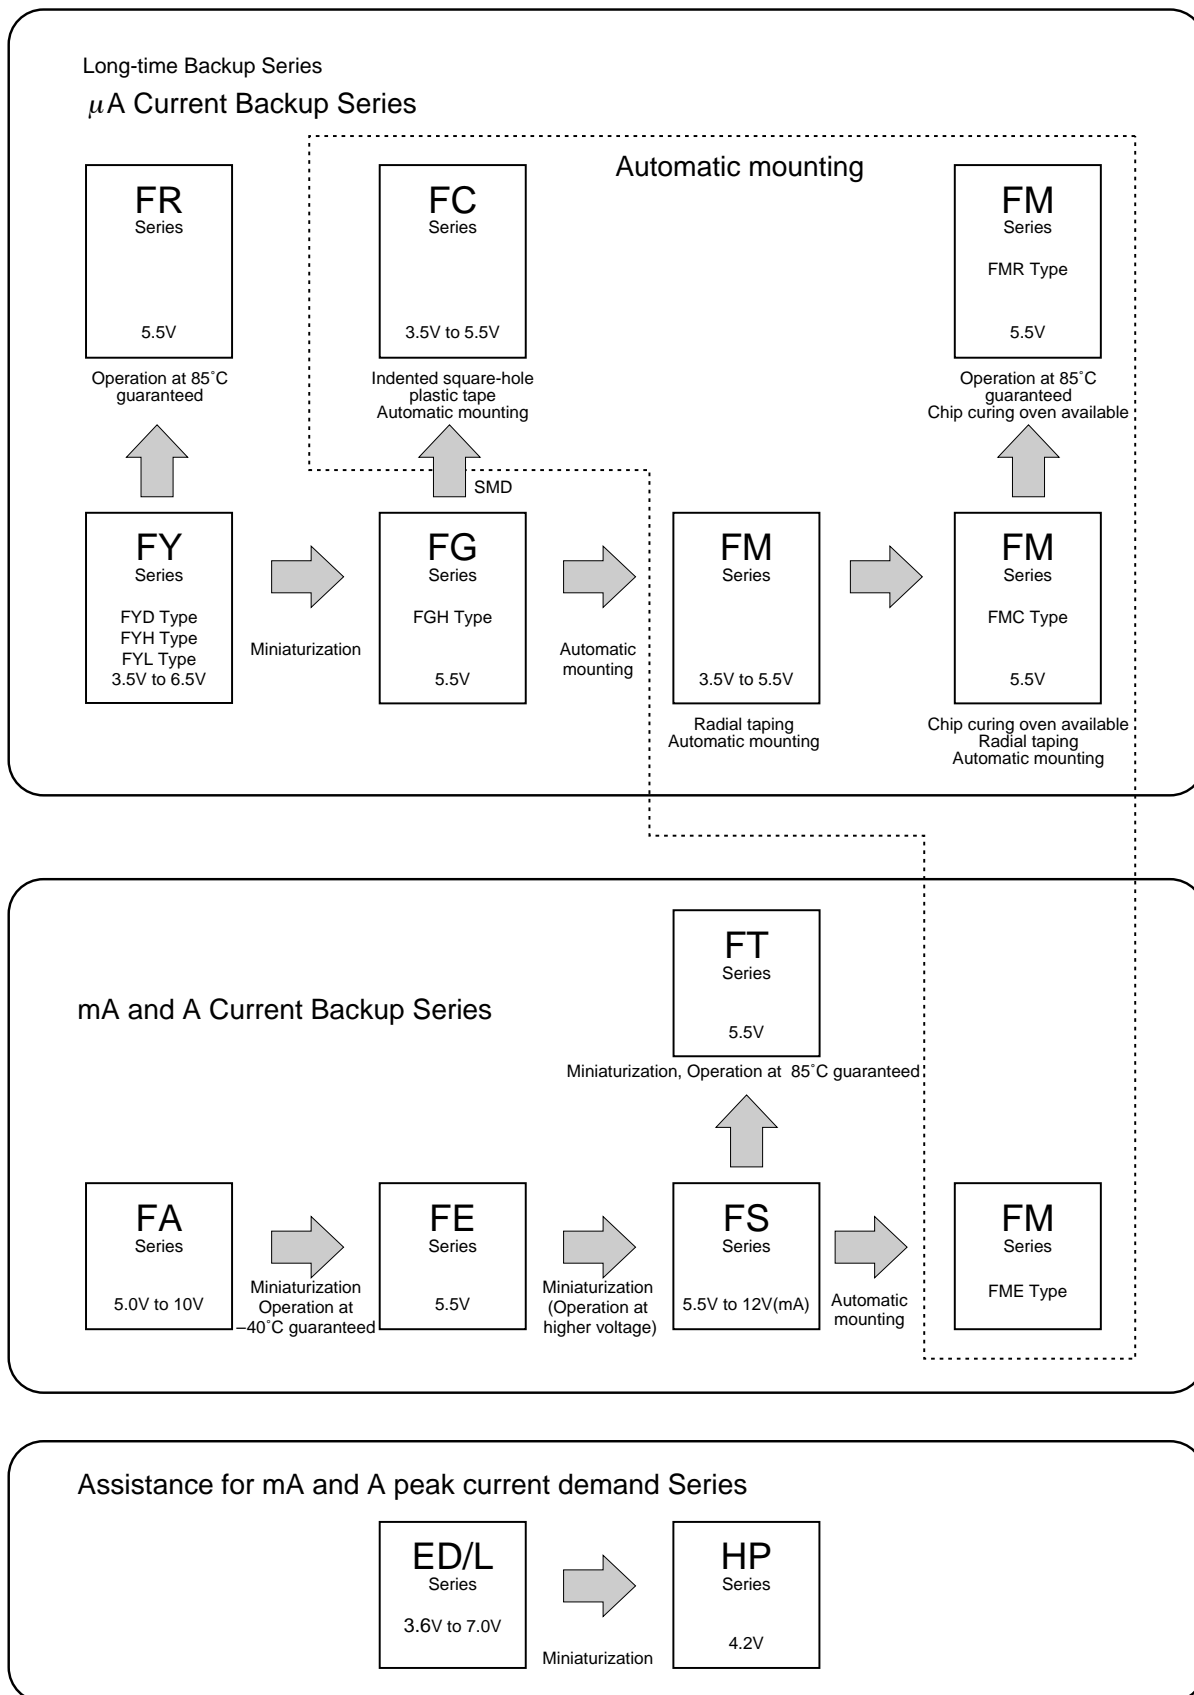 Long-time Backup Series
μA Current Backup Series
Automatic mounting
FR
Series
5.5V
Operation at 85˚C
guaranteed
FC
Series
3.5V to 5.5V
Indented square-hole
plastic tape
Automatic mounting
FM
Series
FMR Type
5.5V
Operation at 85˚C
guaranteed
Chip curing oven available
SMD
FY
Series
FYD Type
FYH Type
FYL Type
3.5V to 6.5V
Miniaturization
FG
Series
FGH Type
5.5V
Automatic
mounting
FM
Series
3.5V to 5.5V
Radial taping
Automatic mounting
FM
Series
FMC Type
5.5V
Chip curing oven available
Radial taping
Automatic mounting
mA and A Current Backup Series
FT
Series
5.5V
Miniaturization, Operation at 85˚C guaranteed
FA
Series
5.0V to 10V
Miniaturization
Operation at
–40˚C guaranteed
FE
Series
5.5V
Miniaturization
(Operation at
higher voltage)
FS
Series
5.5V to 12V(mA)
Automatic
mounting
FM
Series
FME Type
Assistance for mA and A peak current demand Series
ED/L
Series
3.6V to 7.0V
Miniaturization
HP
Series
4.2V